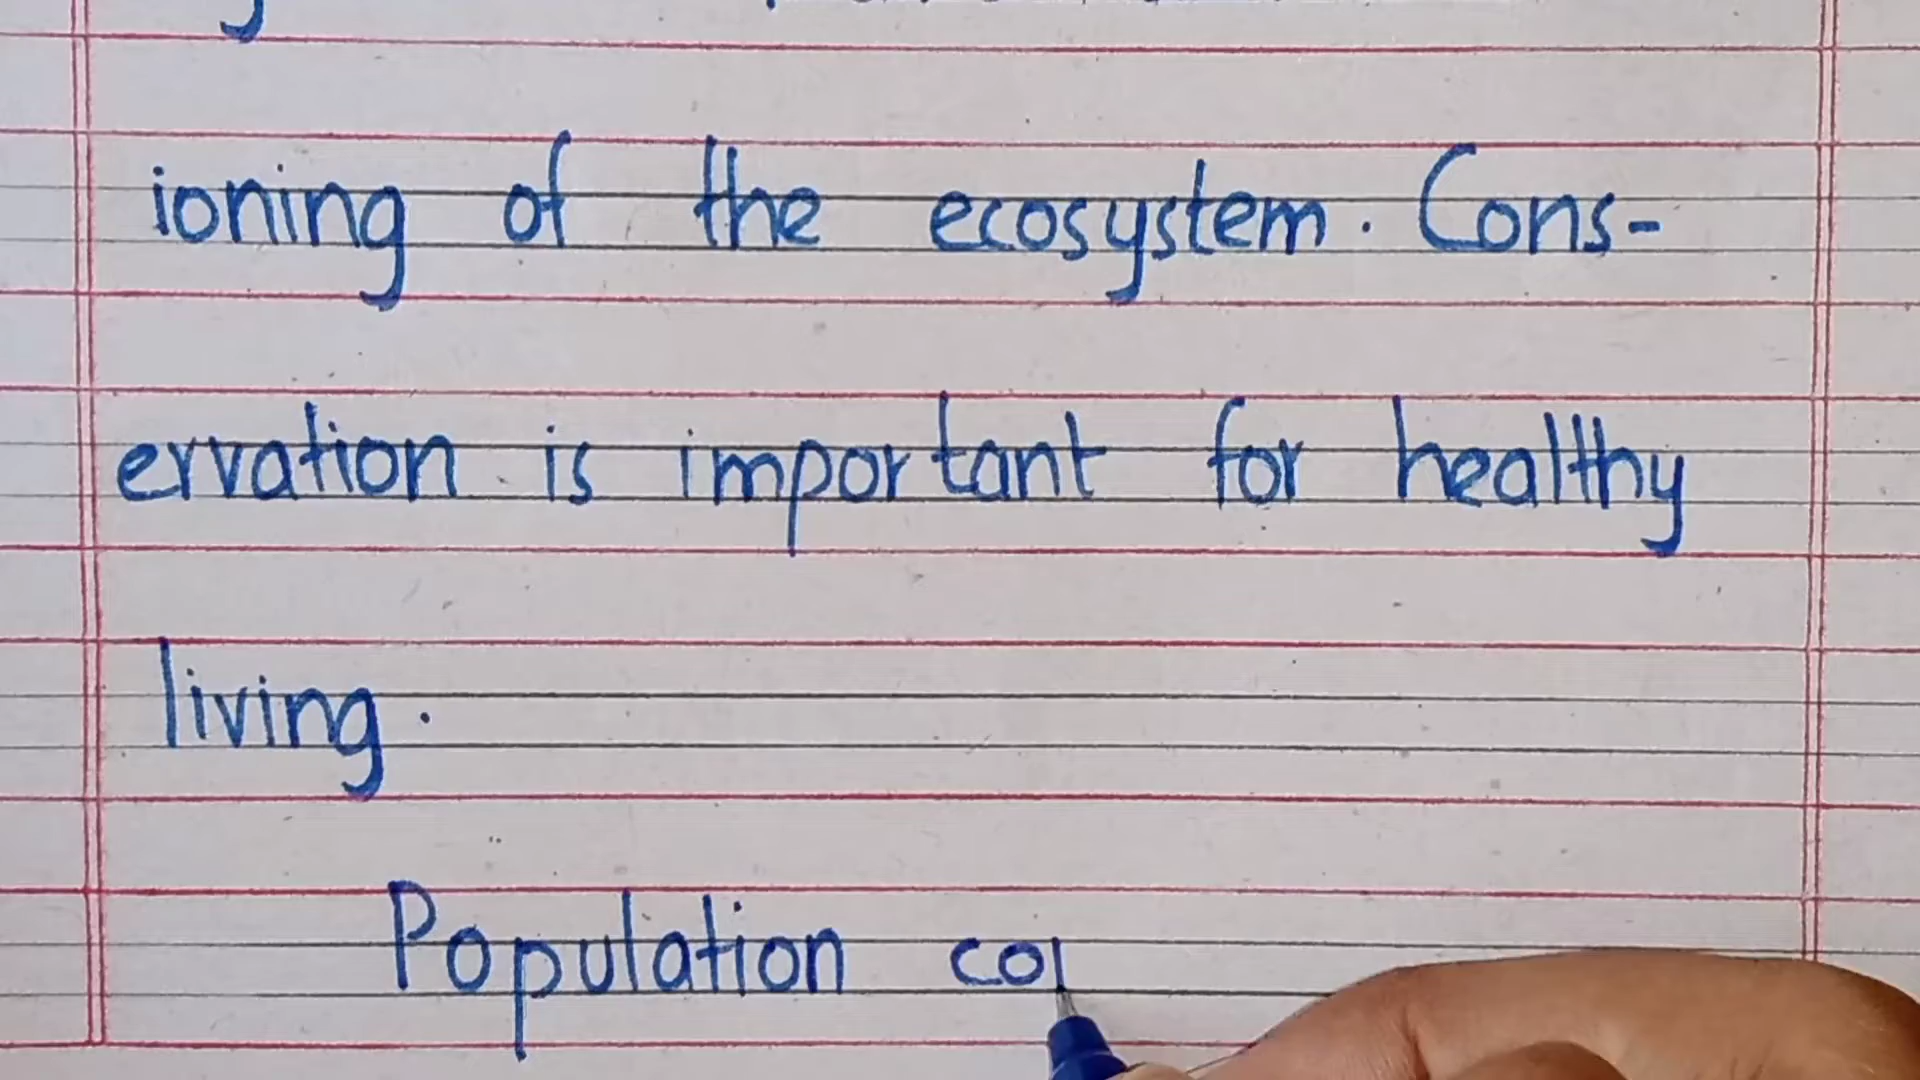 ioning of the ecosystem. Cons-
ervation is important for healthy
living.
Population co